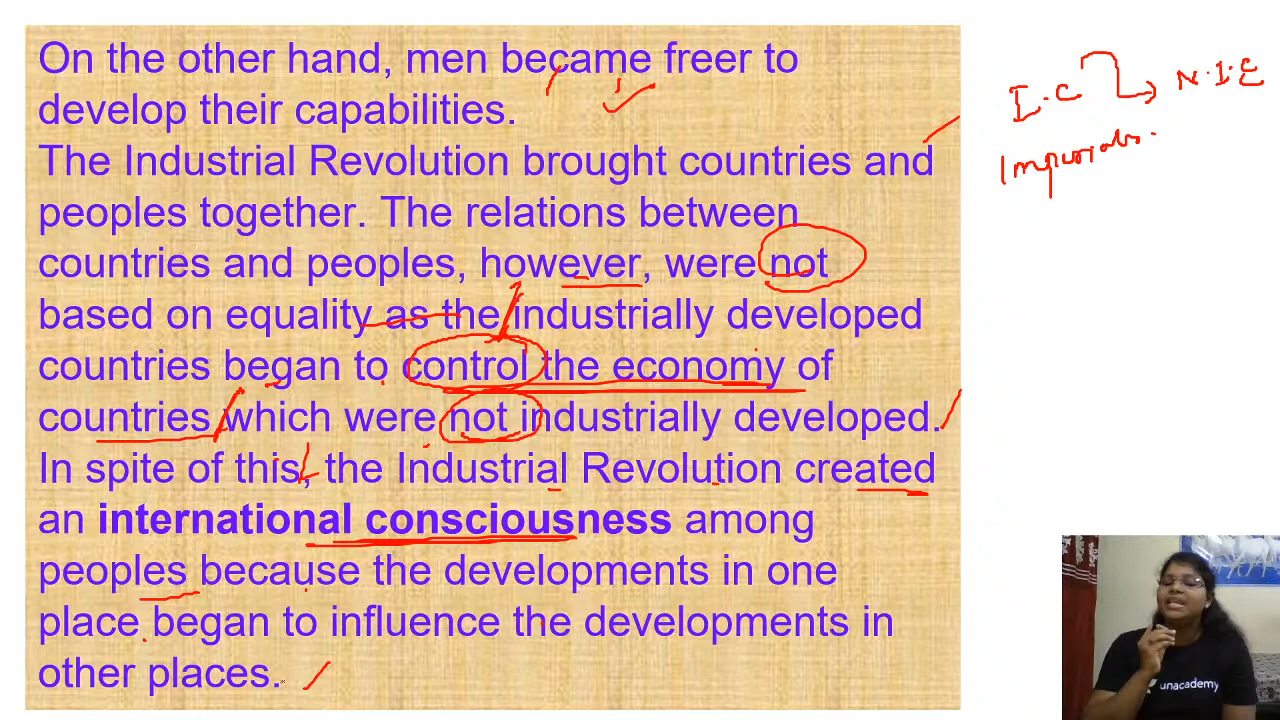 On the other hand, men became freer to
develop their capabilities.
The Industrial Revolution brought countries and
peoples together. The relations between
countries and peoples, however, were not
based on equality as the industrially developed
countries began to control the economy of
countries which were not industrially developed.
In spite of this, the Industrial Revolution created
an international consciousness among
peoples because the developments in one
place began to influence the developments in
other places.
I.C
N.I.C
unacademy